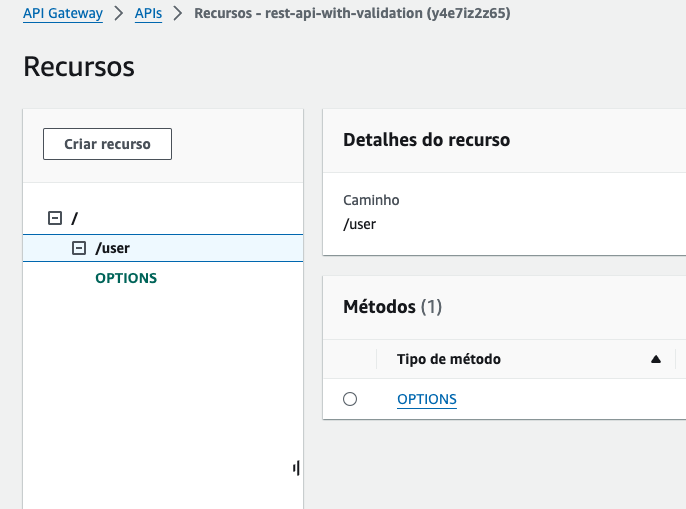 API Gateway > APIs > Recursos - rest-api-with-validation (y4e7iz2z65)
Recursos
Criar recurso
/
/user
OPTIONS
Detalhes do recurso
Caminho
/user
Métodos (1)
Tipo de método
OPTIONS